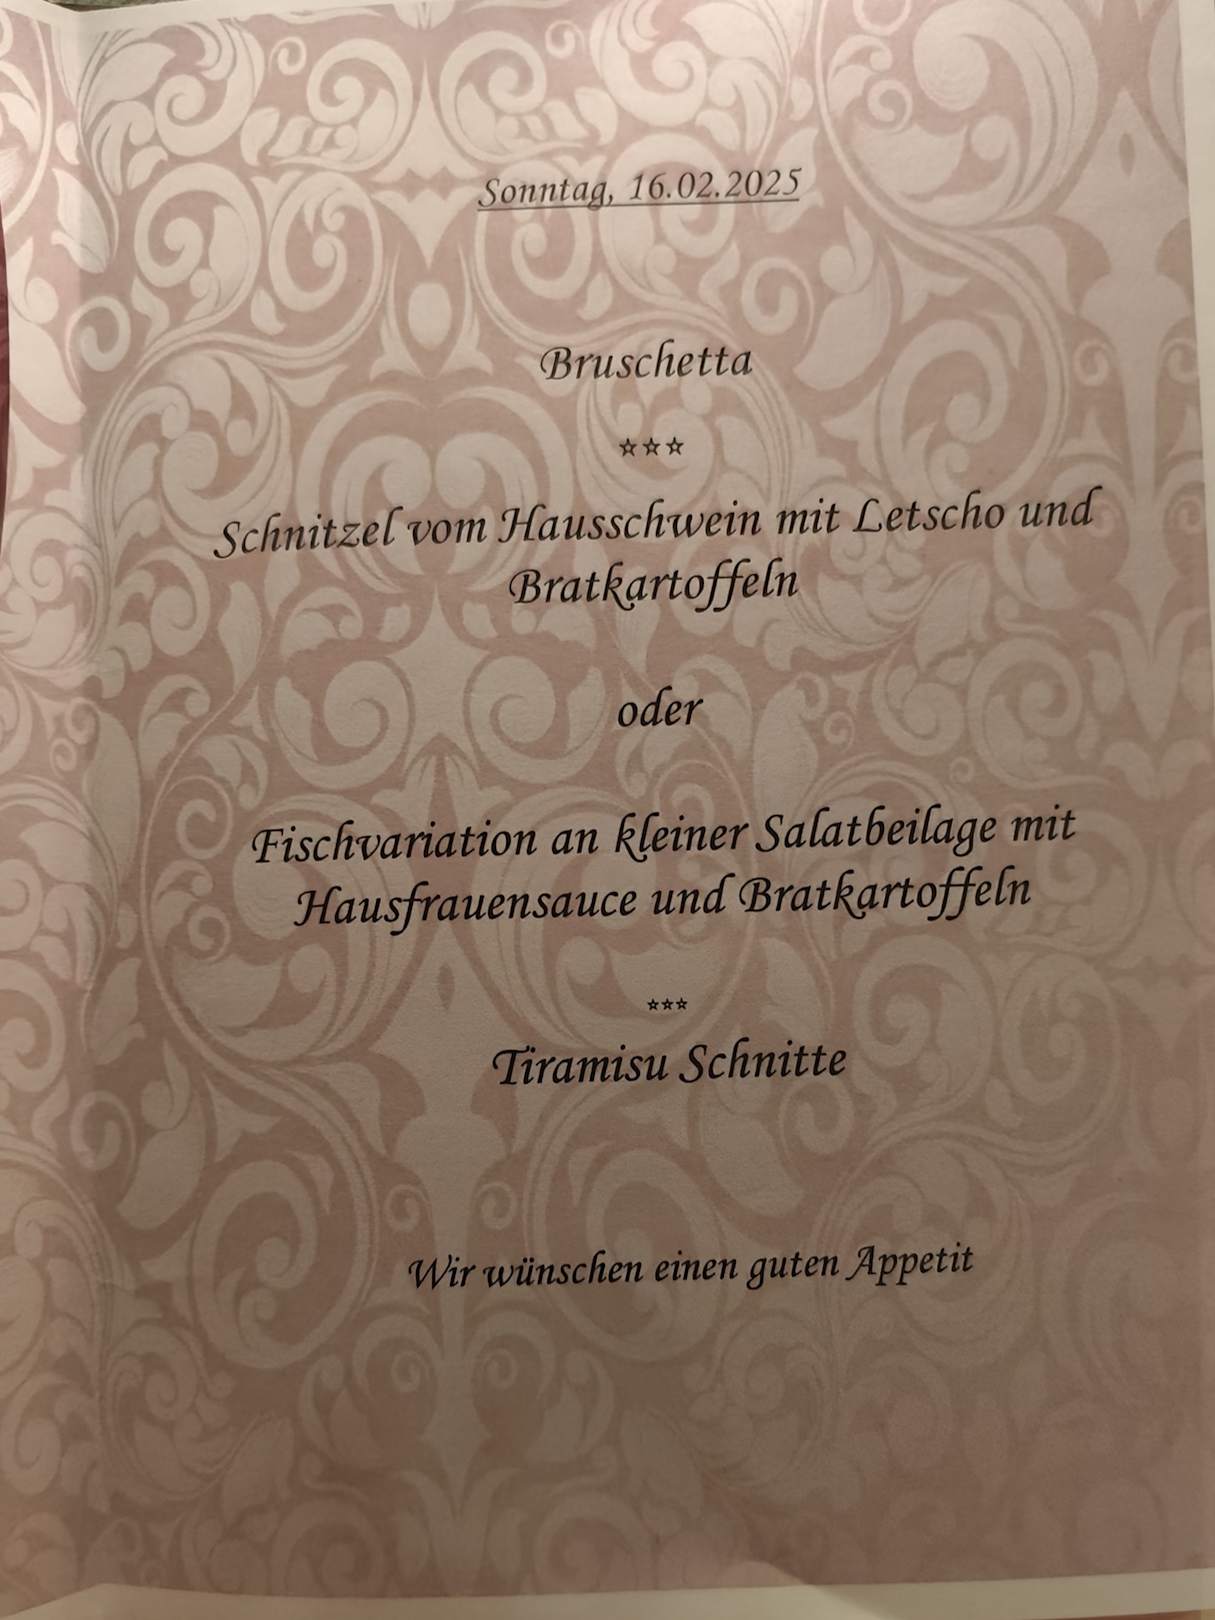 Sonntag, 16.02.2025
Bruschetta
☆☆☆
Schnitzel vom Hausschwein mit Letscho und
Bratkartoffeln
oder
Fischvariation an kleiner Salatbeilage mit
Hausfrauensauce und Bratkartoffeln
☆☆☆
Tiramisu Schnitte
Wir wünschen einen guten Appetit